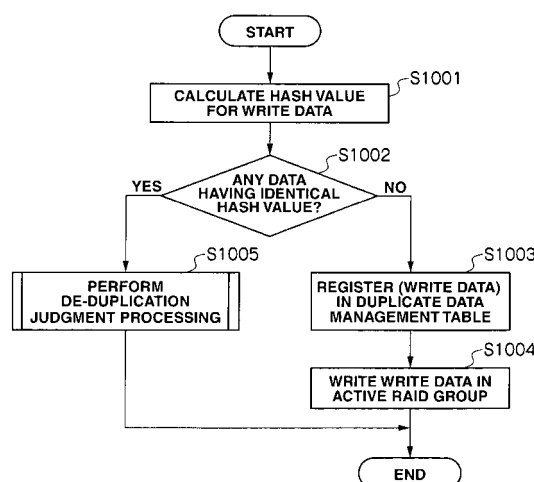 START
S1001
CALCULATE HASH VALUE
FOR WRITE DATA
S1002
YES
ANY DATA
HAVING IDENTICAL
HASH VALUE?
NO
S1005
PERFORM
DE-DUPLICATION
JUDGMENT PROCESSING
S1003
REGISTER (WRITE DATA)
IN DUPLICATE DATA
MANAGEMENT TABLE
S1004
WRITE WRITE DATA IN
ACTIVE RAID GROUP
END